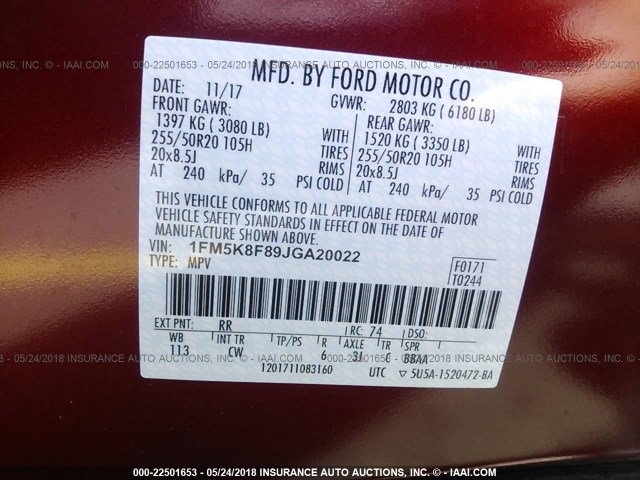 000-22501653 - 05/24/2018 INSURANCE AUTO AUCTIONS, INC. - IAAI.COM
MFD. BY FORD MOTOR CO.
DATE: 11/17 GVWR: 2803 KG ( 6180 LB)
FRONT GAWR: REAR GAWR:
1397 KG ( 3080 LB) WITH 1520 KG ( 3350 LB) WITH
255/50R20 105H TIRES 255/50R20 105H TIRES
20x8.5J RIMS 20x8.5J RIMS
AT 240 kPa/ 35 PSI COLD AT 240 kPa/ 35 PSI COLD
THIS VEHICLE CONFORMS TO ALL APPLICABLE FEDERAL MOTOR
VEHICLE SAFETY STANDARDS IN EFFECT ON THE DATE OF
MANUFACTURE SHOWN ABOVE.
VIN: 1FM5K8F89JGA20022
TYPE: MPV
F0171
T0244
EXT PNT: RR RC: 74 DSO:
WB INT TR TP/PS R AXLE TR SPR
113 CW 6 31 C BBAA
1201711083160 UTC ▽ 5U5A-1520472-BA
000-22501653 - 05/24/2018 INSURANCE AUTO AUCTIONS, INC. - IAAI.COM
000-22501653 - 05/24/2018 INSURANCE AUTO AUCTIONS, INC. - IAAI.COM